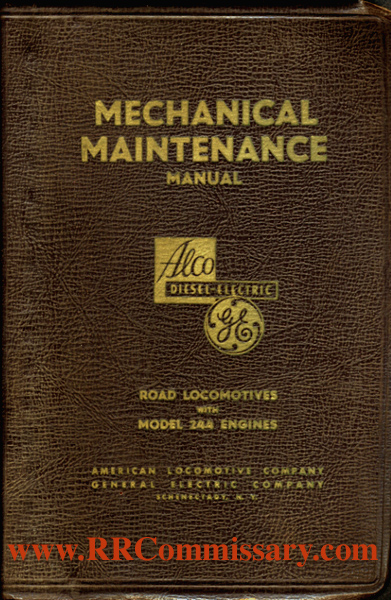 MECHANICAL
MAINTENANCE
MANUAL
Alco
DIESEL-ELECTRIC
GE
ROAD LOCOMOTIVES
WITH
MODEL 244 ENGINES
AMERICAN LOCOMOTIVE COMPANY
GENERAL ELECTRIC COMPANY
SCHENECTADY, N. Y.
www.RRCommissary.com